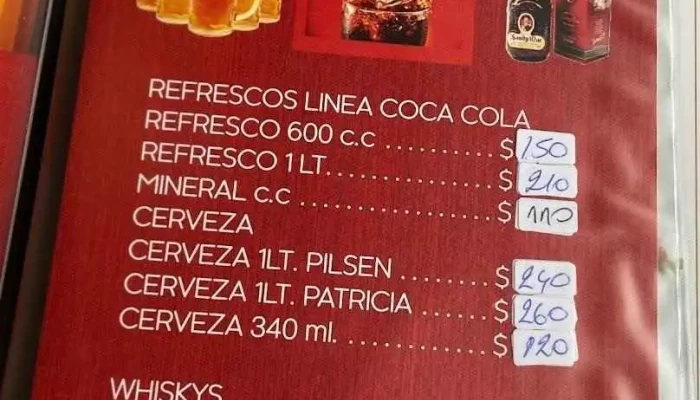 REFRESCOS LINEA COCA COLA
REFRESCO 600 c.c ............... $ 150
REFRESCO 1 LT..................... $ 210
MINERAL c.c ...................... $ 110
CERVEZA
CERVEZA 1LT. PILSEN ............ $ 240
CERVEZA 1LT. PATRICIA ......... $ 260
CERVEZA 340 ml. ................. $ 120
WHISKYS